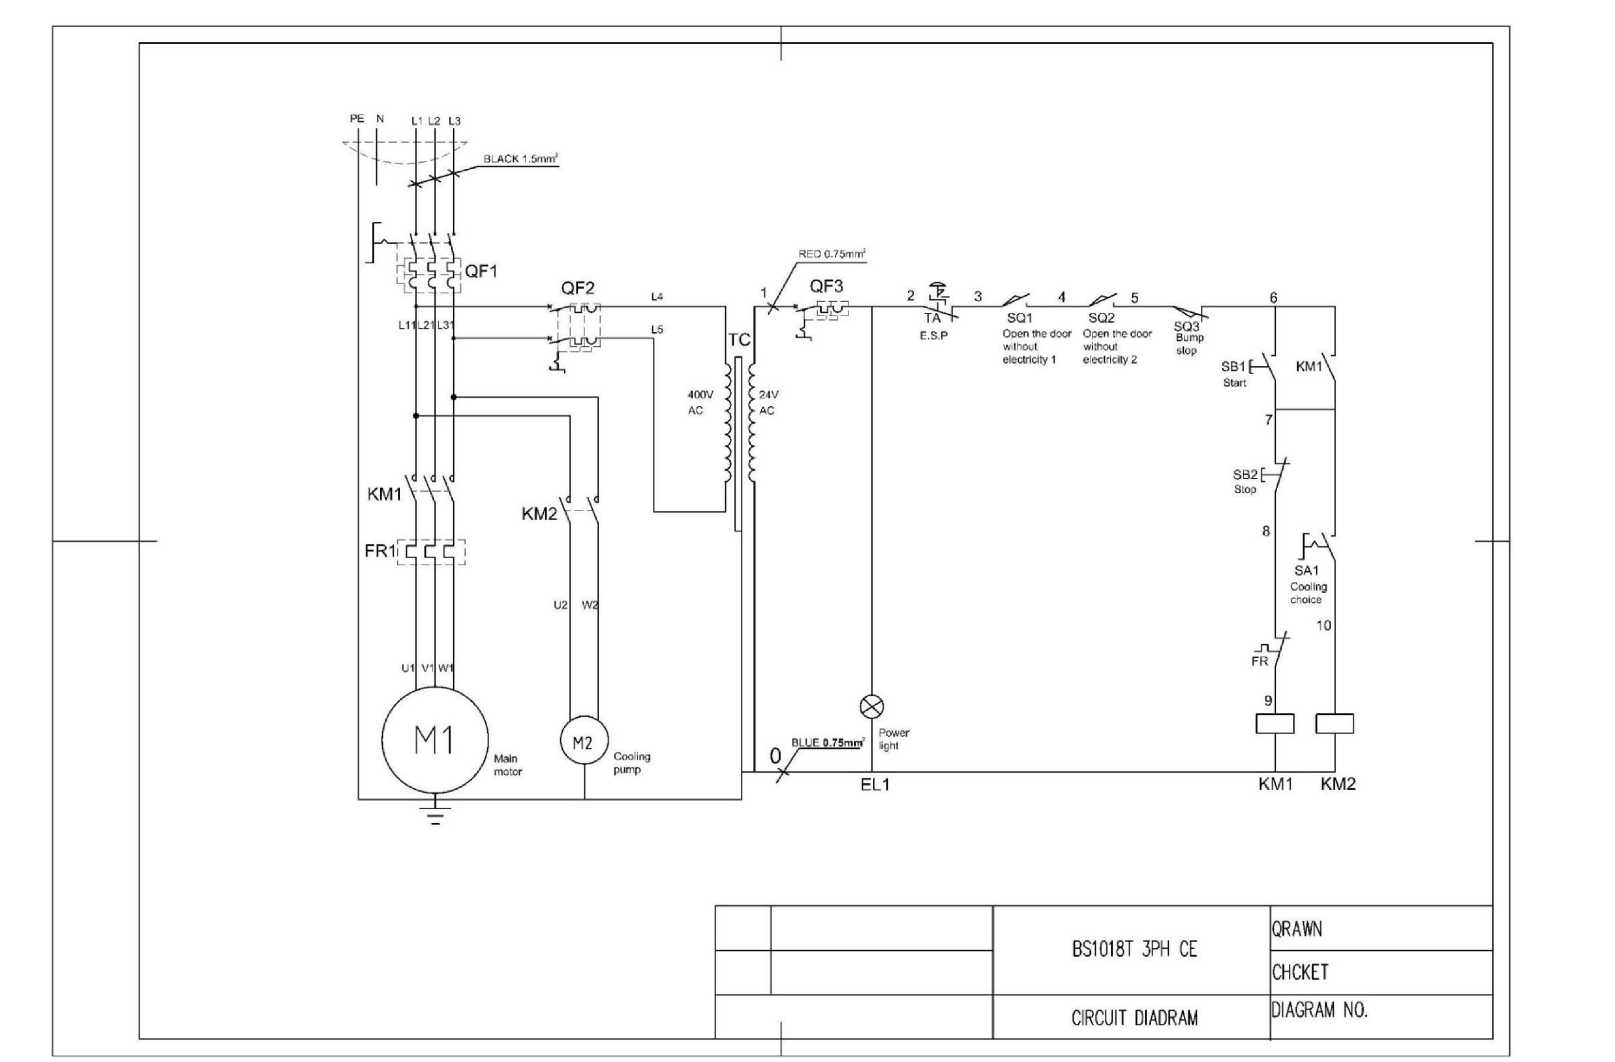 PE N L1 L2 L3
BLACK 1.5mm²
QF1
L11 L21 L31
QF2
L4
L5
TC
400V
AC
24V
AC
1
RED 0.75mm²
QF3
2
TA
E.S.P
3
SQ1
Open the door
without
electricity 1
4
SQ2
Open the door
without
electricity 2
5
SQ3
Bump
stop
6
SB1
Start
KM1
7
SB2
Stop
8
SA1
Cooling
choice
10
FR
9
KM1
KM2
KM1
FR1
KM2
U2 W2
U1 V1 W1
M1
Main
motor
M2
Cooling
pump
0
BLUE 0.75mm²
Power
light
EL1
BS1018T 3PH CE
CIRCUIT DIADRAM
QRAWN
CHCKET
DIAGRAM NO.